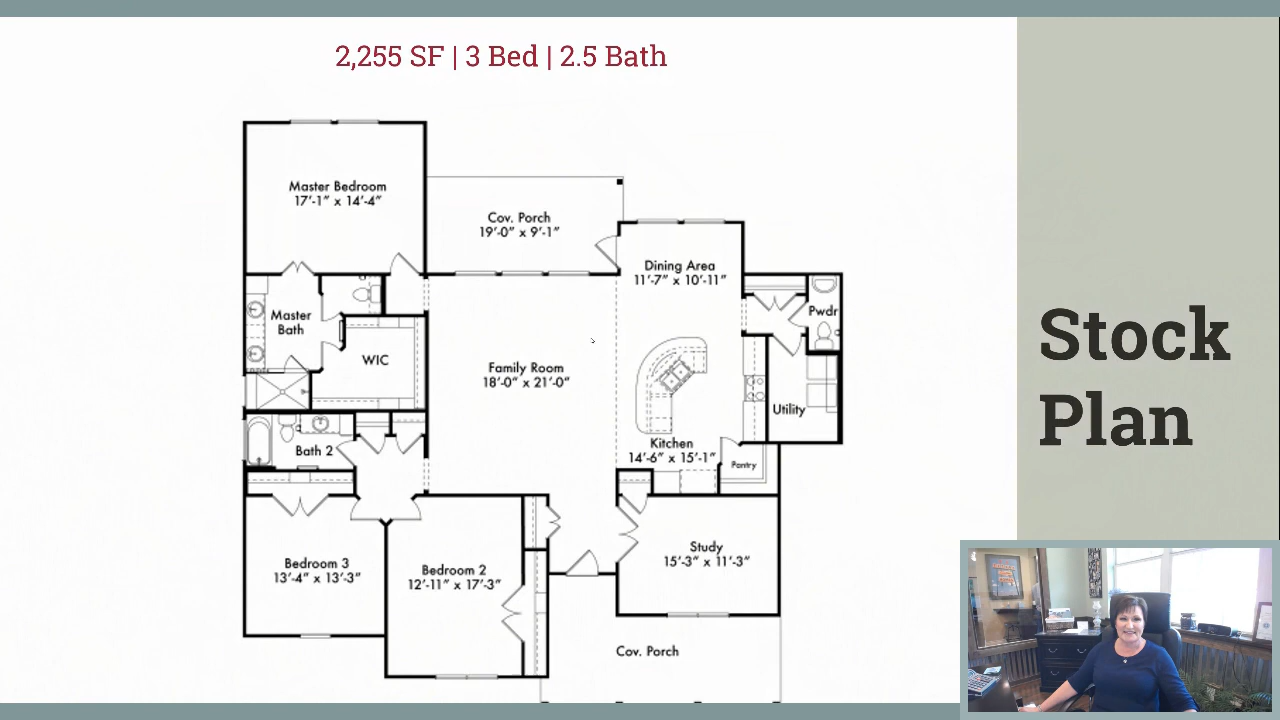 2,255 SF | 3 Bed | 2.5 Bath
Master Bedroom
17'-1" x 14'-4"
Cov. Porch
19'-0" x 9'-1"
Dining Area
11'-7" x 10'-11"
Master
Bath
Pwdr
WIC
Family Room
18'-0" x 21'-0"
Utility
Bath 2
Kitchen
14'-6" x 15'-1"
Pantry
Bedroom 3
13'-4" x 13'-3"
Bedroom 2
12'-11" x 17'-3"
Study
15'-3" x 11'-3"
Cov. Porch
Stock
Plan